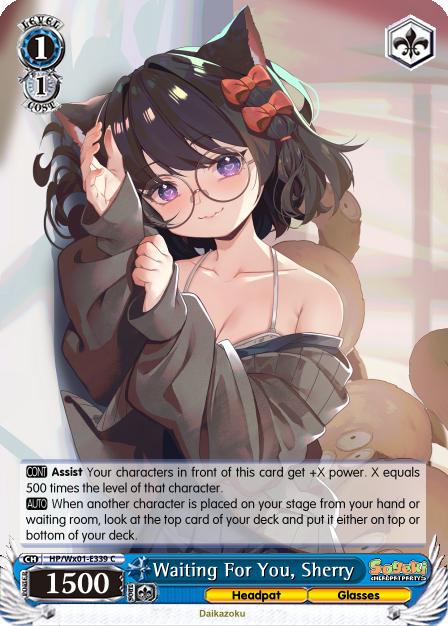 LEVEL
1
1
COST
CONT Assist Your characters in front of this card get +X power. X equals
500 times the level of that character.
AUTO When another character is placed on your stage from your hand or
waiting room, look at the top card of your deck and put it either on top or
bottom of your deck.
CH HP/Wx01-E339 C
POWER 1500 SOUL Waiting For You, Sherry
HEADPATPARTY
Headpat Glasses
Daikazoku